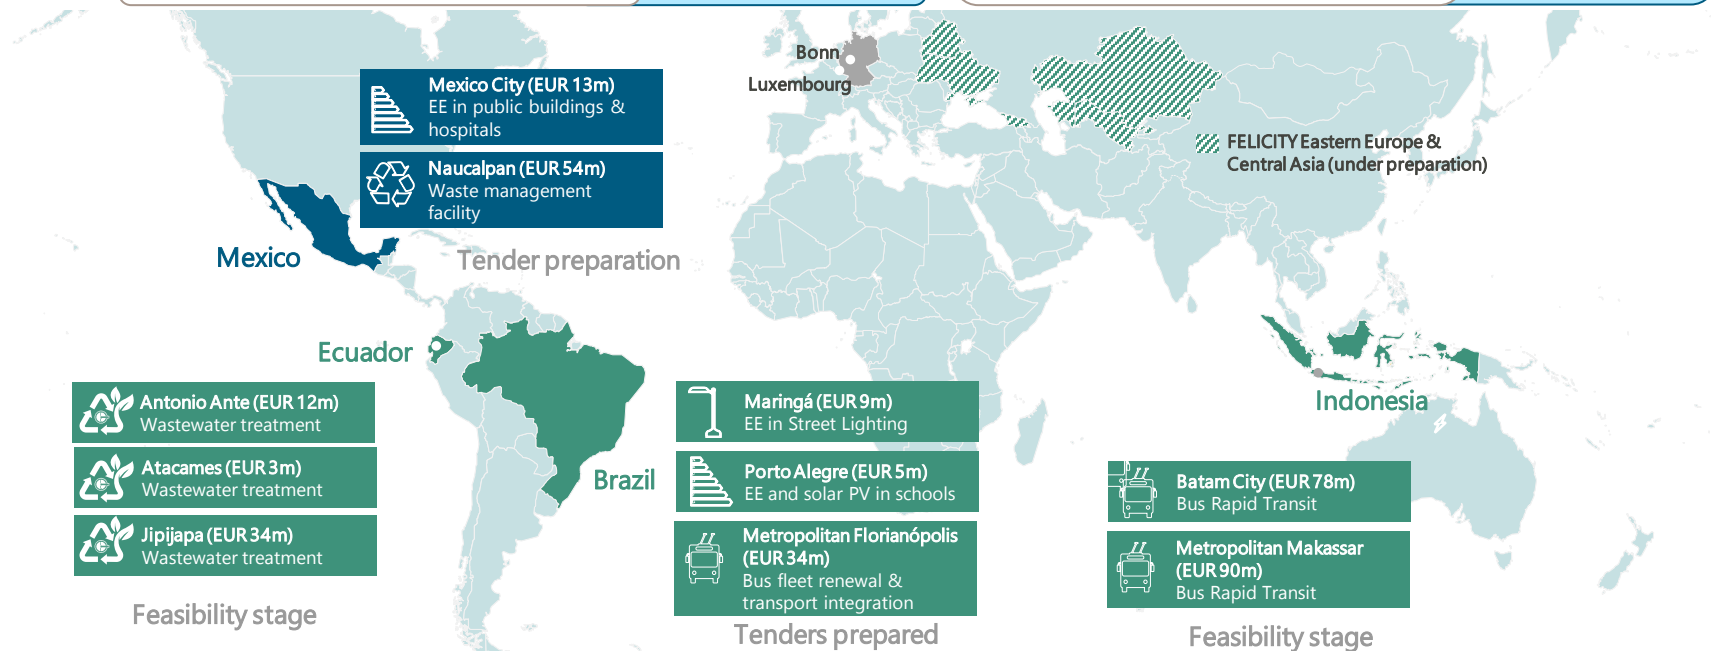 Bonn
Luxembourg
Mexico City (EUR 13m)
EE in public buildings &
hospitals
Naucalpan (EUR 54m)
Waste management
facility
FELICITY Eastern Europe &
Central Asia (under preparation)
Mexico
Tender preparation
Ecuador
Antonio Ante (EUR 12m)
Wastewater treatment
Atacames (EUR 3m)
Wastewater treatment
Jipijapa (EUR 34m)
Wastewater treatment
Feasibility stage
Brazil
Maringá (EUR 9m)
EE in Street Lighting
Porto Alegre (EUR 5m)
EE and solar PV in schools
Metropolitan Florianópolis
(EUR 34m)
Bus fleet renewal &
transport integration
Tenders prepared
Indonesia
Batam City (EUR 78m)
Bus Rapid Transit
Metropolitan Makassar
(EUR 90m)
Bus Rapid Transit
Feasibility stage